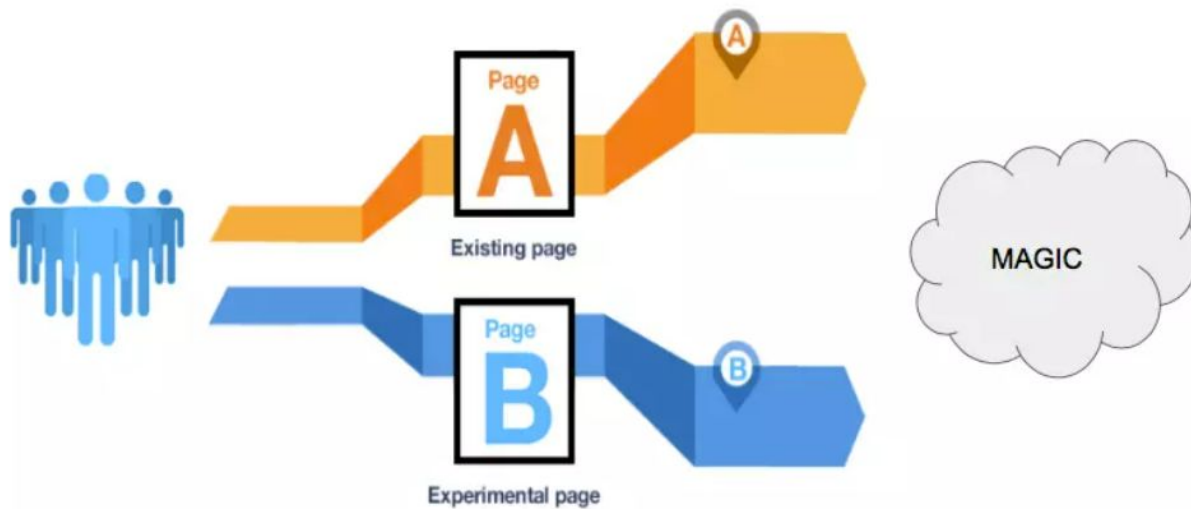 A
Page
A
Existing page
MAGIC
Page
B
B
Experimental page